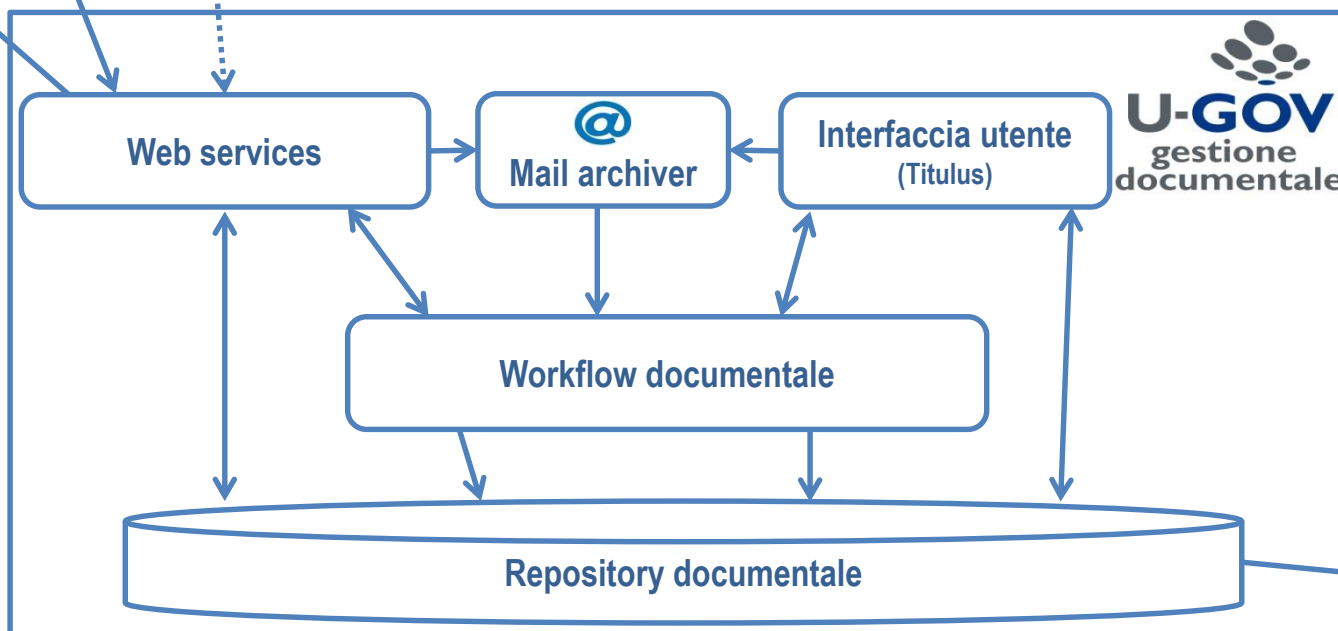 U-GOV
gestione
documentale
Web services
@
Mail archiver
Interfaccia utente
(Titulus)
Workflow documentale
Repository documentale